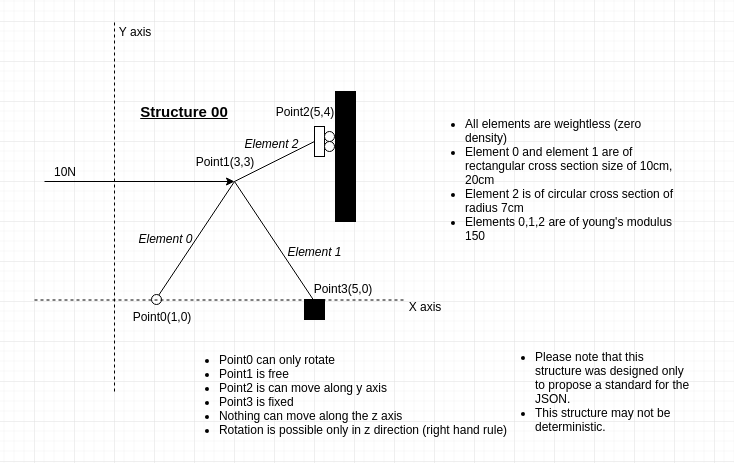 Y axis
Structure 00
Point2(5,4)
Element 2
Point1(3,3)
10N
Element 0
Element 1
Point3(5,0)
X axis
Point0(1,0)
All elements are weightless (zero
density)
Element 0 and element 1 are of
rectangular cross section size of 10cm,
20cm
Element 2 is of circular cross section of
radius 7cm
Elements 0,1,2 are of young's modulus
150
Point0 can only rotate
Point1 is free
Point2 is can move along y axis
Point3 is fixed
Nothing can move along the z axis
Rotation is possible only in z direction (right hand rule)
Please note that this
structure was designed only
to propose a standard for the
JSON.
This structure may not be
deterministic.